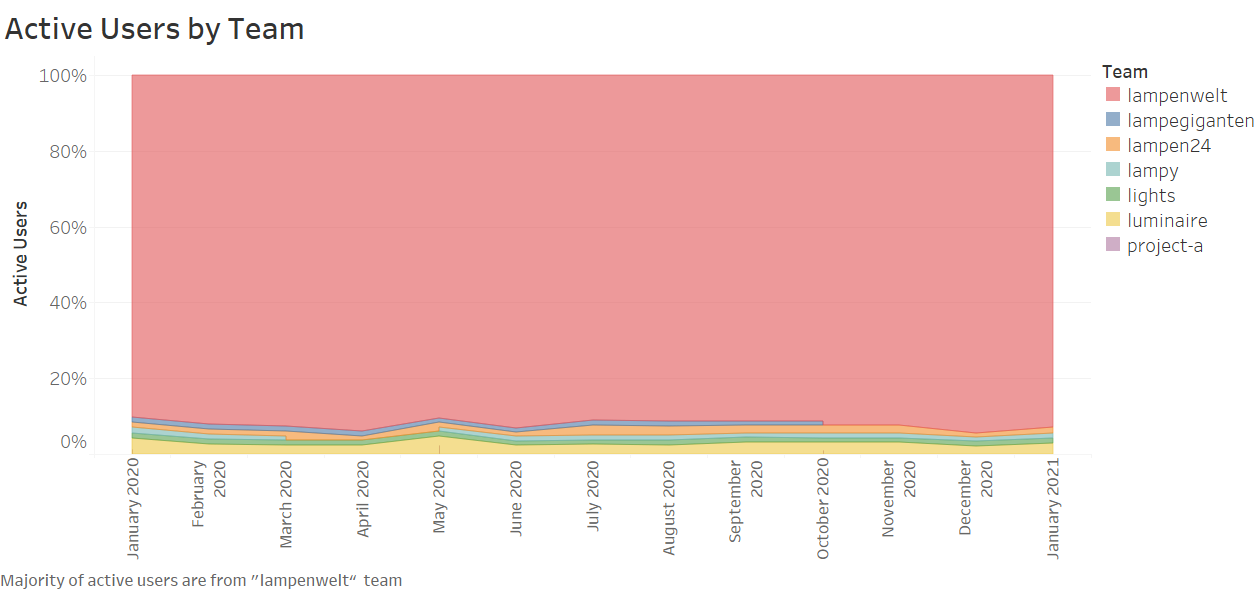 Active Users by Team
Team
lampenwelt
lampegiganten
lampen24
lampy
lights
luminaire
project-a
Active Users
100%
80%
60%
40%
20%
0%
January 2020
February
2020
March 2020
April 2020
May 2020
June 2020
July 2020
August 2020
September
2020
October 2020
November
2020
December
2020
January 2021
Majority of active users are from ”lampenwelt“ team